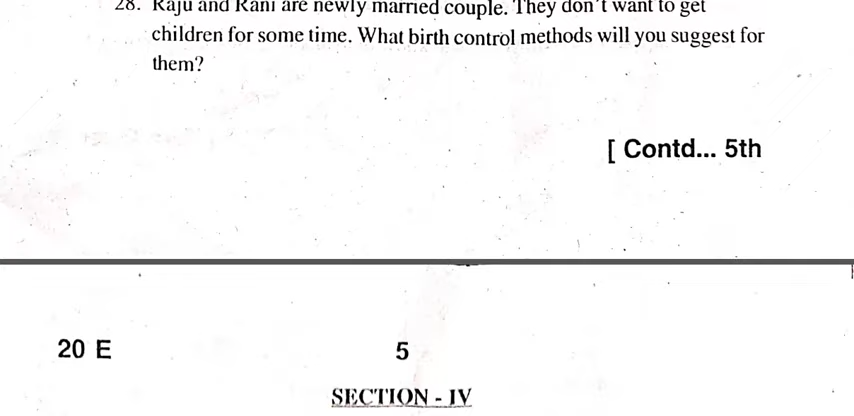 28. Raju and Rani are newly married couple. They don't want to get
children for some time. What birth control methods will you suggest for
them?
[ Contd... 5th
20 E
5
SECTION - IV